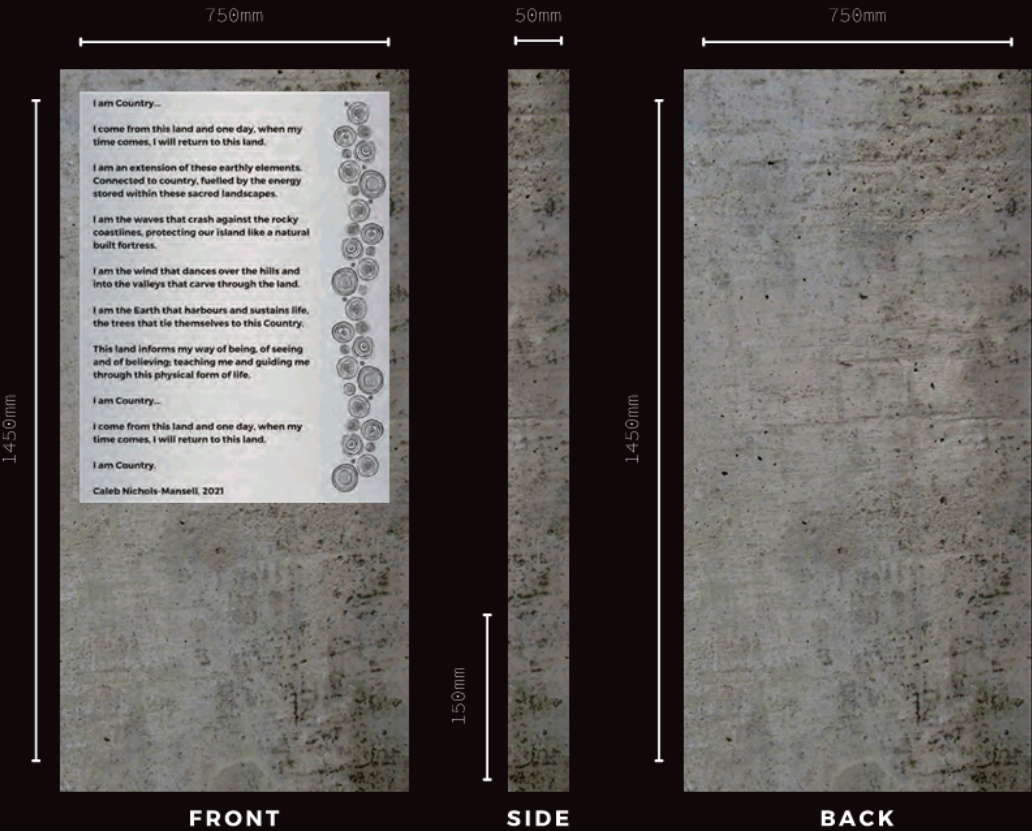 750mm
50mm
750mm
I am Country...
I come from this land and one day, when my
time comes, I will return to this land.
I am an extension of these earthly elements.
Connected to country, fuelled by the energy
stored within these sacred landscapes.
I am the waves that crash against the rocky
coastlines, protecting our island like a natural
built fortress.
I am the wind that dances over the hills and
into the valleys that carve through the land.
I am the Earth that harbours and sustains life,
the trees that tie themselves to this Country.
This land informs my way of being, of seeing
and of believing; teaching me and guiding me
through this physical form of life.
I am Country...
I come from this land and one day, when my
time comes, I will return to this land.
I am Country.
Caleb Nichols-Mansell, 2021
1450mm
150mm
1450mm
FRONT
SIDE
BACK